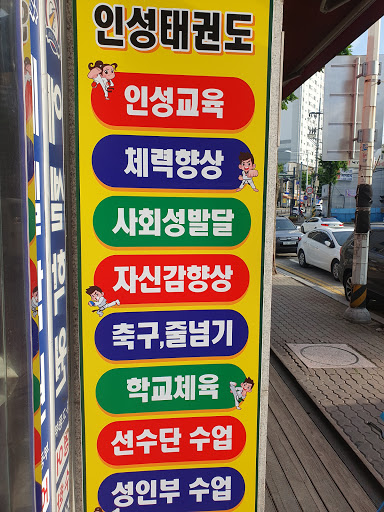 인성태권도
인성교육
체력향상
사회성발달
자신감향상
축구,줄넘기
학교체육
선수단 수업
성인부 수업